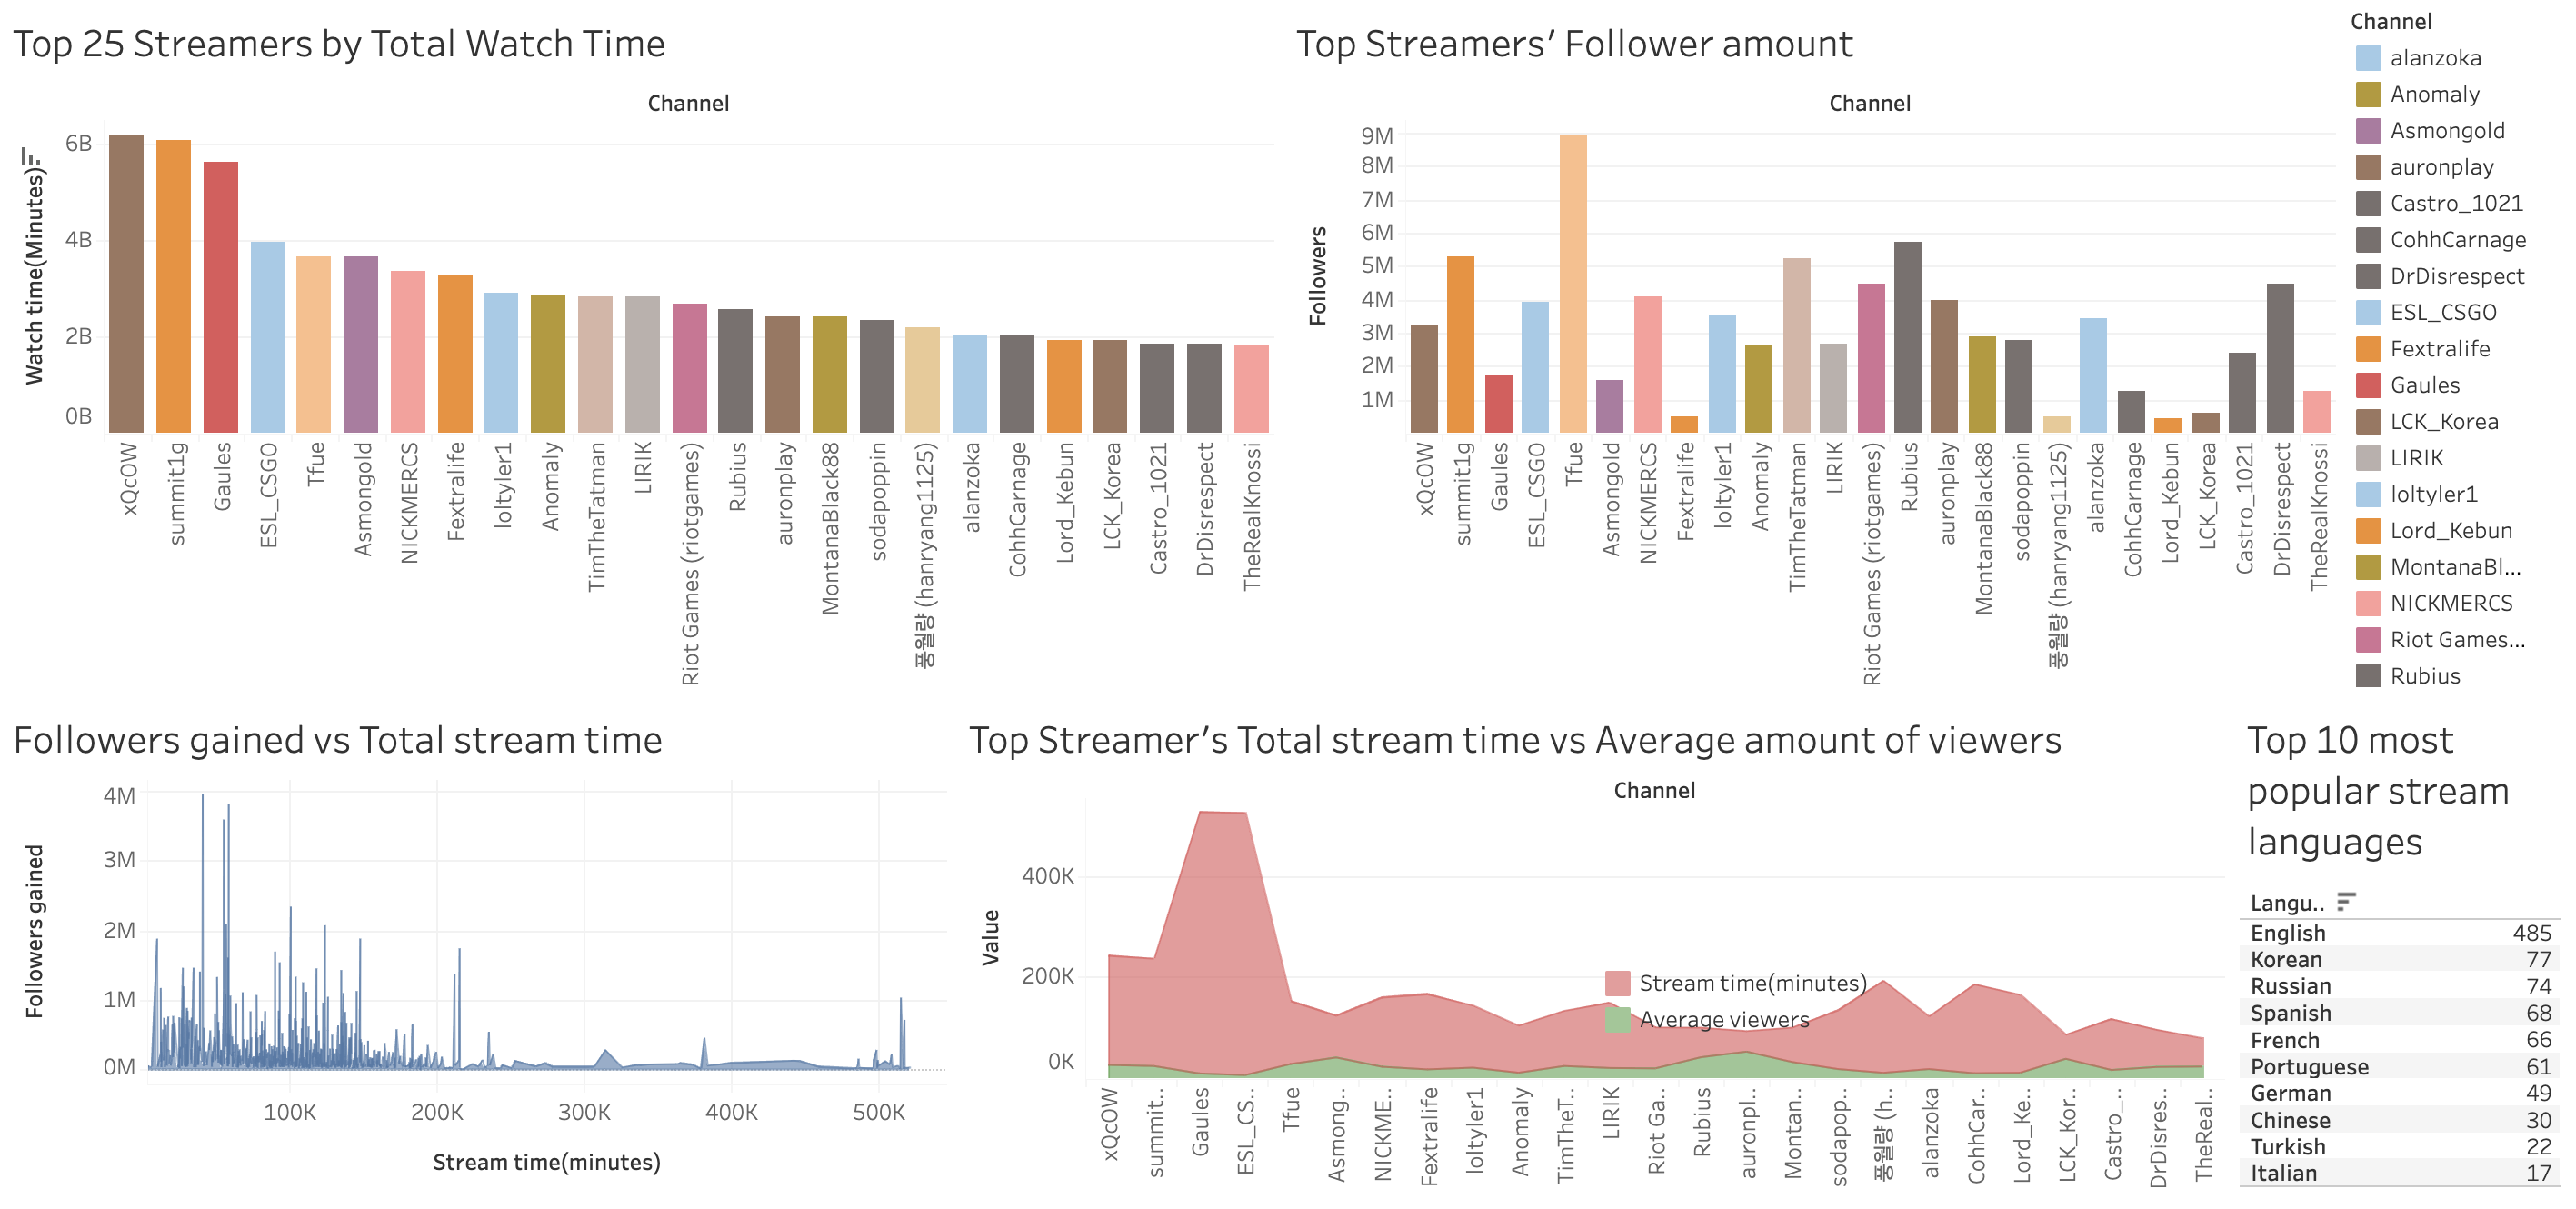 Top 25 Streamers by Total Watch Time
Channel
Watch time(Minutes)
6B
4B
2B
0B
xQcOW
summit1g
Gaules
ESL_CSGO
Tfue
Asmongold
NICKMERCS
Fextralife
loltyler1
Anomaly
TimTheTatman
LIRIK
Riot Games (riotgames)
Rubius
auronplay
MontanaBlack88
sodapoppin
풍월량 (hanryang1125)
alanzoka
CohhCarnage
Lord_Kebun
LCK_Korea
Castro_1021
DrDisrespect
TheRealKnossi
Top Streamers’ Follower amount
Channel
Followers
9M
8M
7M
6M
5M
4M
3M
2M
1M
xQcOW
summit1g
Gaules
ESL_CSGO
Tfue
Asmongold
NICKMERCS
Fextralife
loltyler1
Anomaly
TimTheTatman
LIRIK
Riot Games (riotgames)
Rubius
auronplay
MontanaBlack88
sodapoppin
풍월량 (hanryang1125)
alanzoka
CohhCarnage
Lord_Kebun
LCK_Korea
Castro_1021
DrDisrespect
TheRealKnossi
Channel
alanzoka
Anomaly
Asmongold
auronplay
Castro_1021
CohhCarnage
DrDisrespect
ESL_CSGO
Fextralife
Gaules
LCK_Korea
LIRIK
loltyler1
Lord_Kebun
MontanaBl...
NICKMERCS
Riot Games...
Rubius
Followers gained vs Total stream time
Followers gained
4M
3M
2M
1M
0M
100K
200K
300K
400K
500K
Stream time(minutes)
Top Streamer’s Total stream time vs Average amount of viewers
Channel
Value
400K
200K
0K
Stream time(minutes)
Average viewers
xQcOW
summit..
Gaules
ESL_CS..
Tfue
Asmong..
NICKME..
Fextralife
loltyler1
Anomaly
TimTheT..
LIRIK
Riot Ga..
Rubius
auronpl..
Montan..
sodapop..
풍월량 (h..
alanzoka
CohhCar..
Lord_Ke..
LCK_Kor..
Castro_..
DrDisres..
TheReal..
Top 10 most
popular stream
languages
Langu..
English 485
Korean 77
Russian 74
Spanish 68
French 66
Portuguese 61
German 49
Chinese 30
Turkish 22
Italian 17